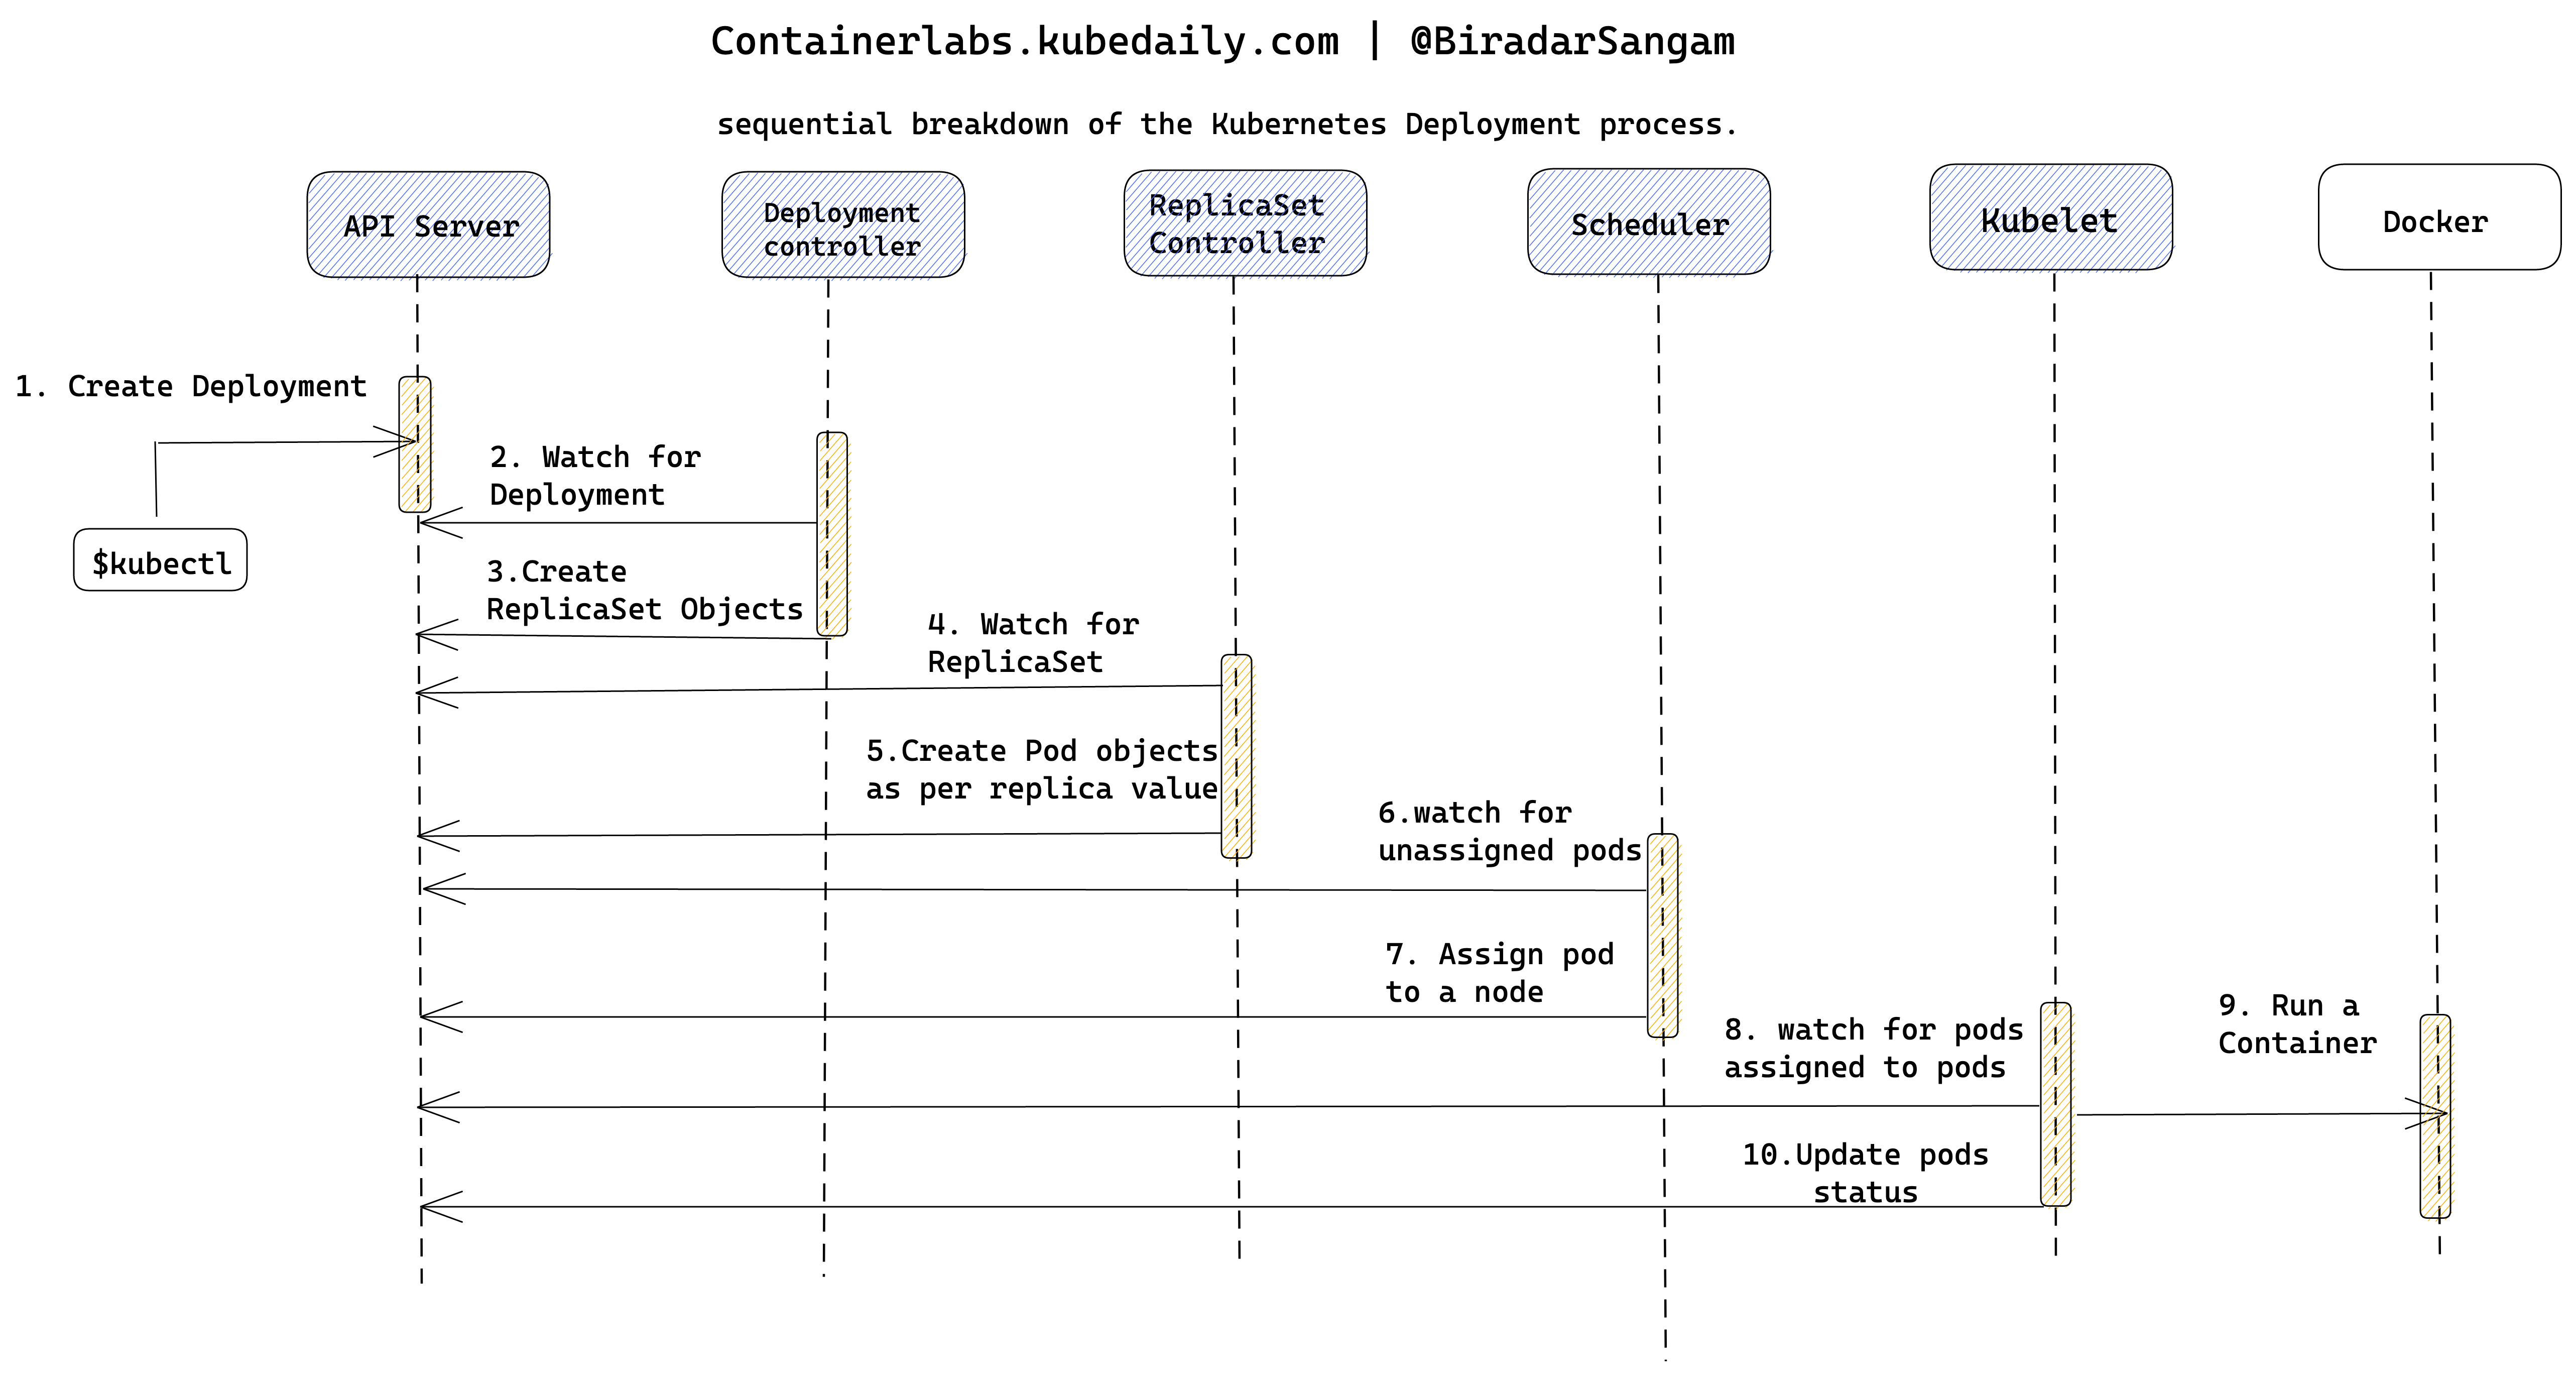 Containerlabs.kubedaily.com | @BiradarSangam
sequential breakdown of the Kubernetes Deployment process.
API Server
Deployment
controller
ReplicaSet
Controller
Scheduler
Kubelet
Docker
1. Create Deployment
$kubectl
2. Watch for
Deployment
3.Create
ReplicaSet Objects
4. Watch for
ReplicaSet
5.Create Pod objects
as per replica value
6.watch for
unassigned pods
7. Assign pod
to a node
8. watch for pods
assigned to pods
9. Run a
Container
10.Update pods
status